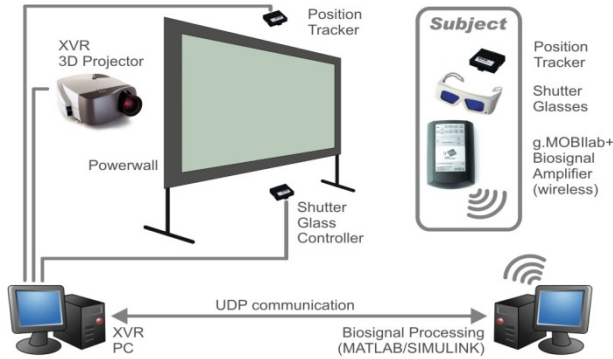 Position
Tracker
XVR
3D Projector
Powerwall
Shutter
Glass
Controller
Subject
Position
Tracker
Shutter
Glasses
g.MOBIlab+
Biosignal
Amplifier
(wireless)
UDP communication
XVR
PC
Biosignal Processing
(MATLAB/SIMULINK)